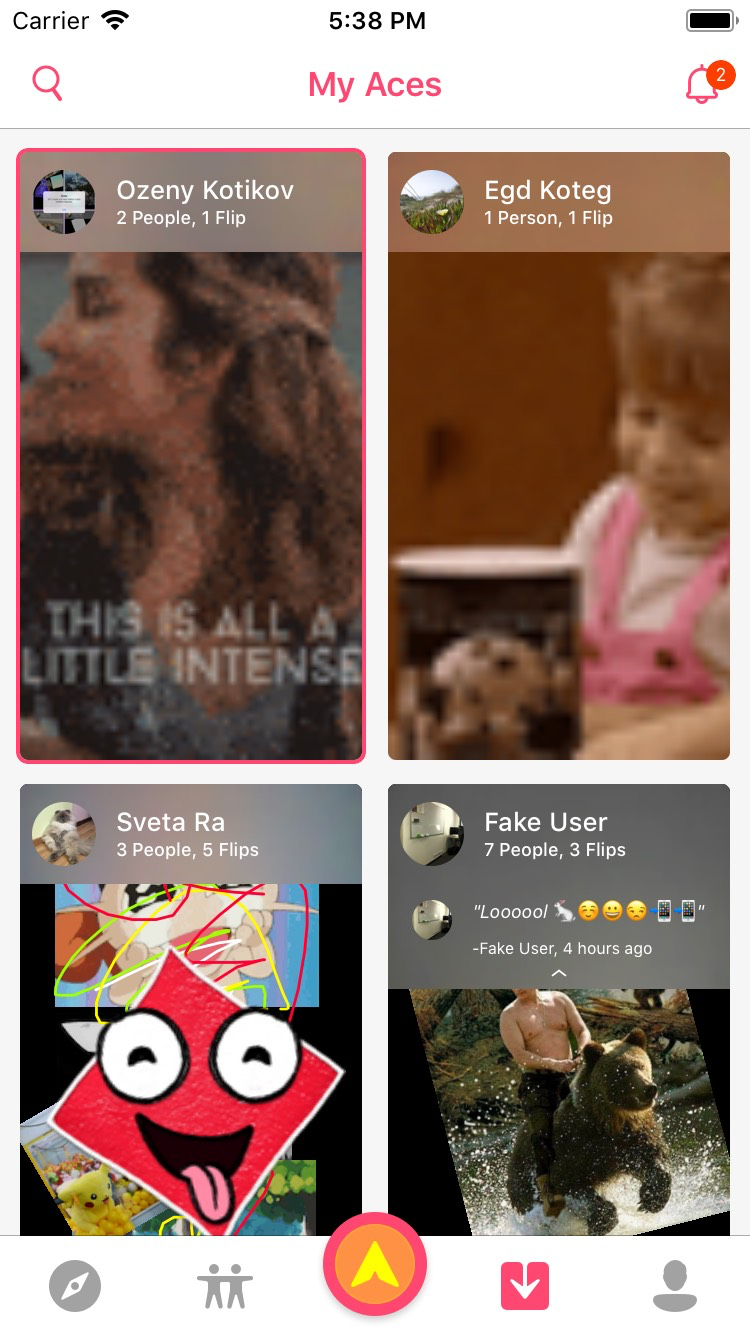 Carrier 5:38 PM
My Aces
2
Ozeny Kotikov
2 People, 1 Flip
Egd Koteg
1 Person, 1 Flip
THIS IS ALL A
LITTLE INTENSE
Sveta Ra
3 People, 5 Flips
Fake User
7 People, 3 Flips
"Loooool 🐇☺️😀😒📲📲"
-Fake User, 4 hours ago